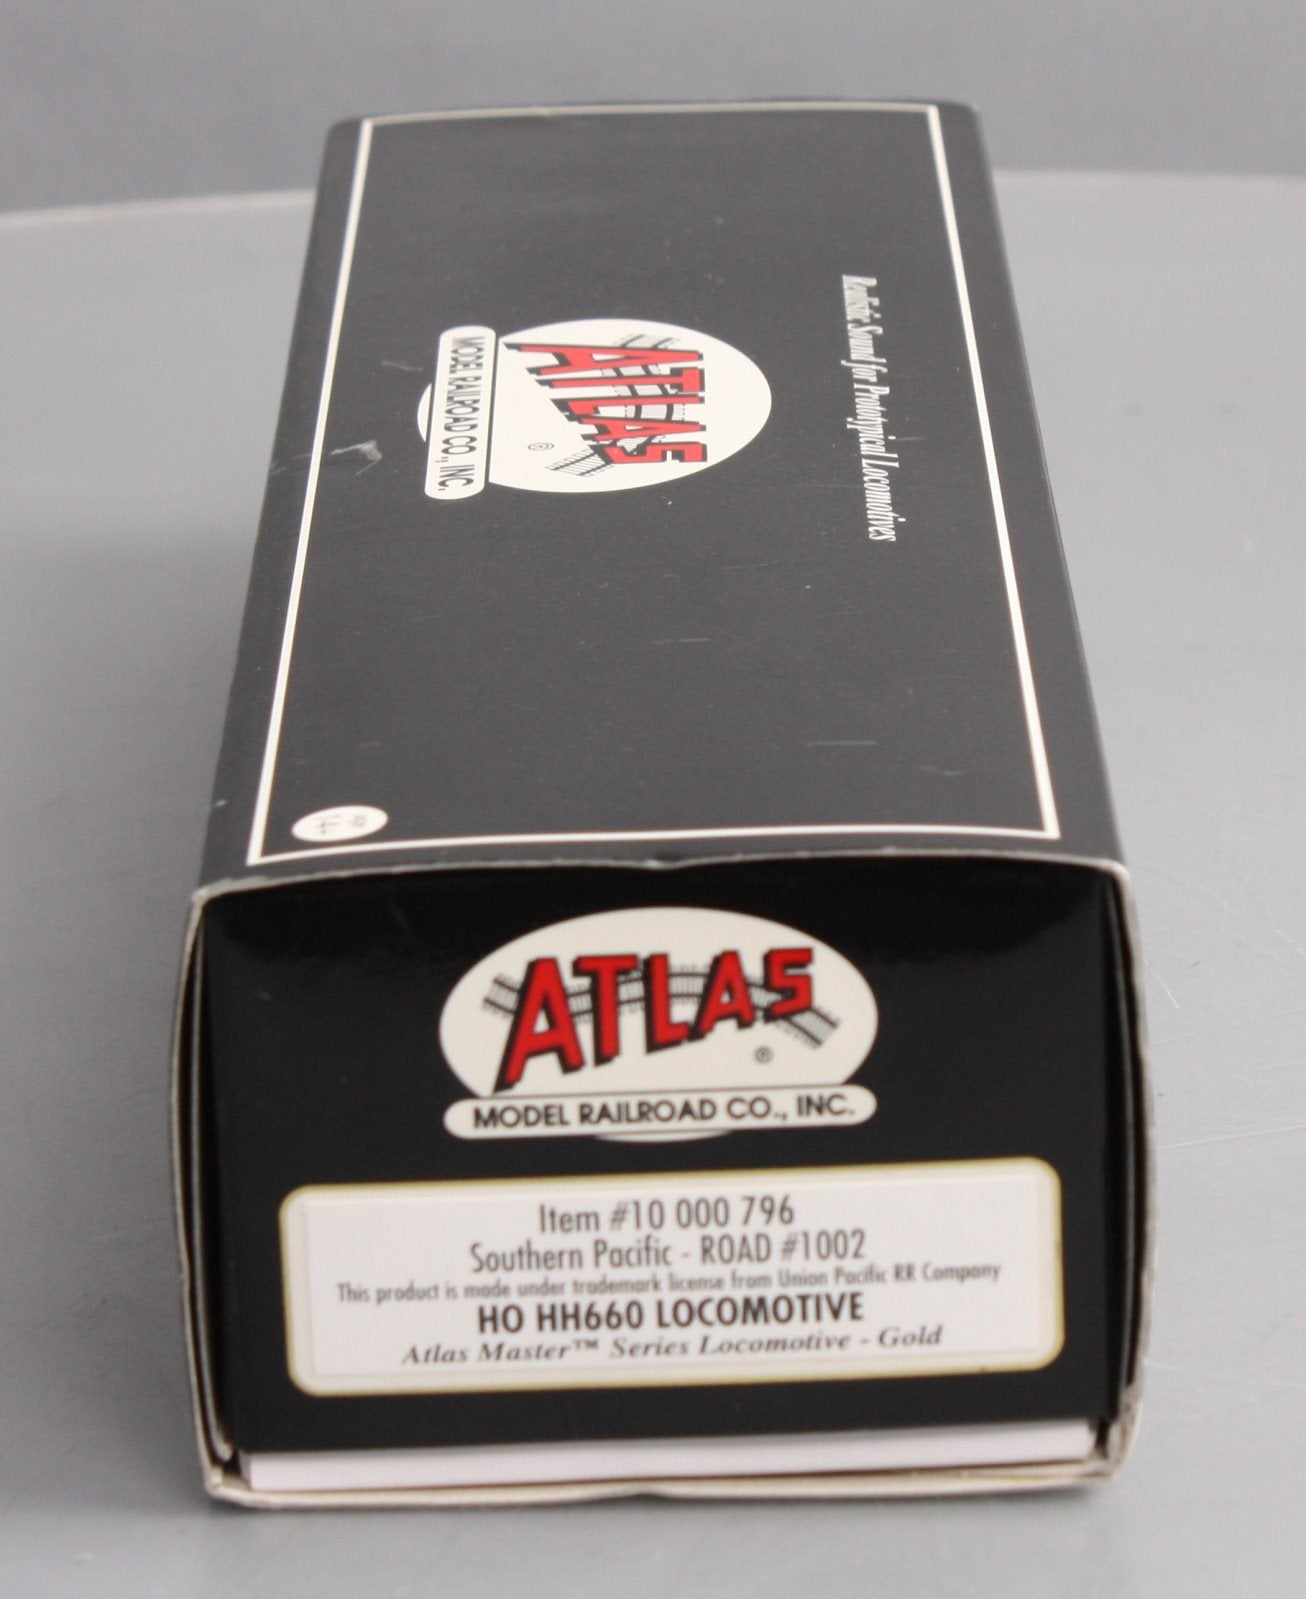 Realistic Sound for Prototypical Locomotives
ATLAS
®
MODEL RAILROAD CO., INC.
age
14+
ATLAS
®
MODEL RAILROAD CO., INC.
Item #10 000 796
Southern Pacific - ROAD #1002
This product is made under trademark license from Union Pacific RR Company
HO HH660 LOCOMOTIVE
Atlas Master™ Series Locomotive - Gold